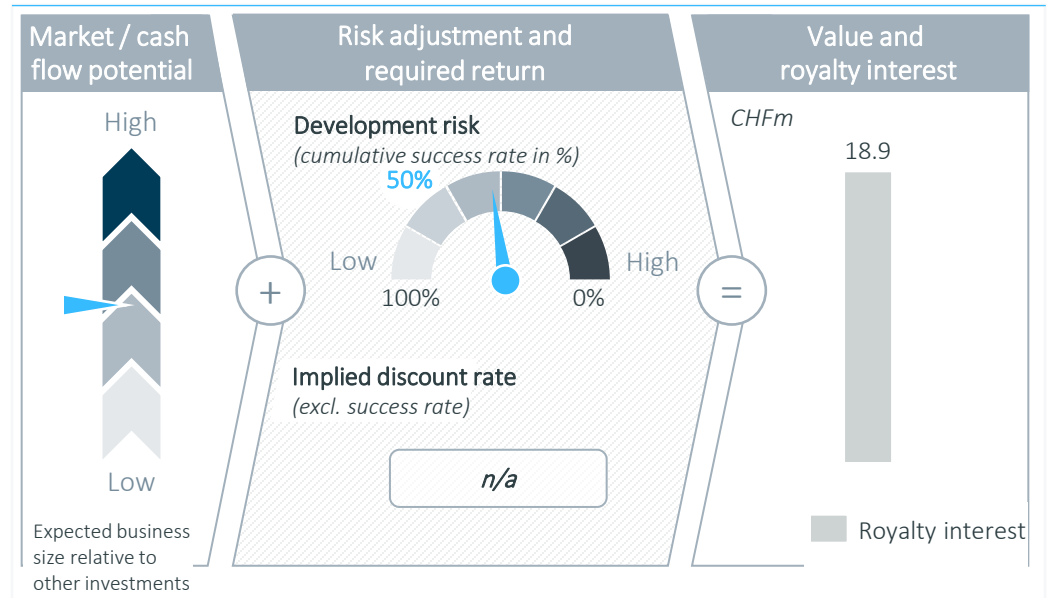 Market / cash
flow potential
High
Low
Expected business
size relative to
other investments
+
Risk adjustment and
required return
Development risk
(cumulative success rate in %)
50%
Low
High
100%
0%
Implied discount rate
(excl. success rate)
n/a
=
Value and
royalty interest
CHFm
18.9
Royalty interest